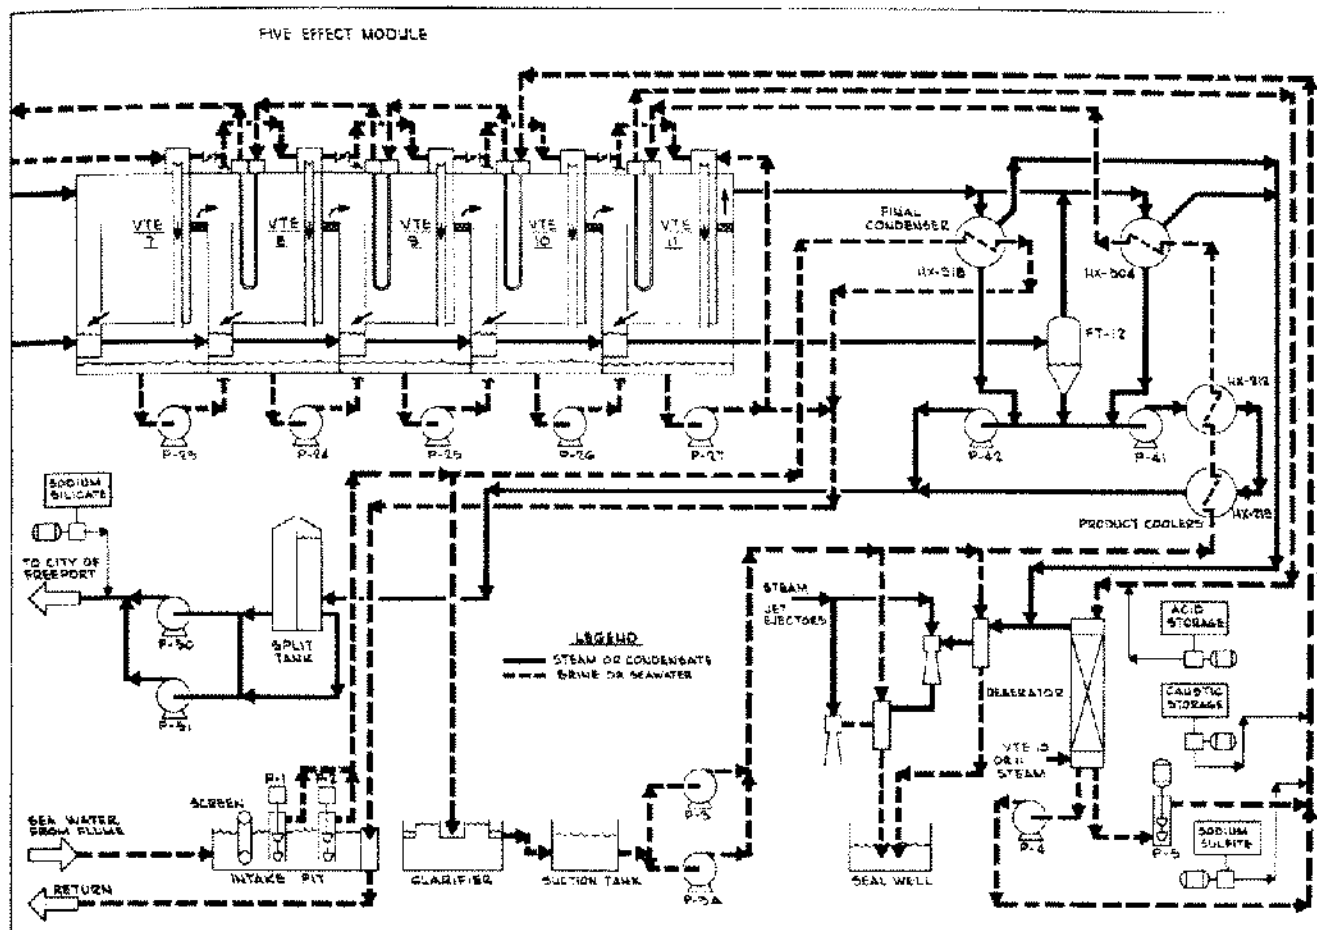 FIVE EFFECT MODULE
VTE
7
VTE
8
VTE
9
VTE
10
VTE
11
FINAL
CONDENSER
HX-318
HX-304
FT-12
HX-212
P-23
P-24
P-25
P-26
P-27
P-42
P-41
HX-213
PRODUCT COOLERS
SODIUM
SILICATE
TO CITY OF
FREEPORT
P-50
SPLIT
TANK
P-51
STEAM
JET
EJECTORS
LEGEND
STEAM OR CONDENSATE
BRINE OR SEAWATER
DEAERATOR
ACID
STORAGE
CAUSTIC
STORAGE
VTE 10
OR 11
STEAM
P-1
P-2
SCREEN
SEA WATER
FROM FLUME
INTAKE PIT
RETURN
CLARIFIER
SUCTION TANK
P-3
P-3A
SEAL WELL
P-4
P-5
SODIUM
SULFITE